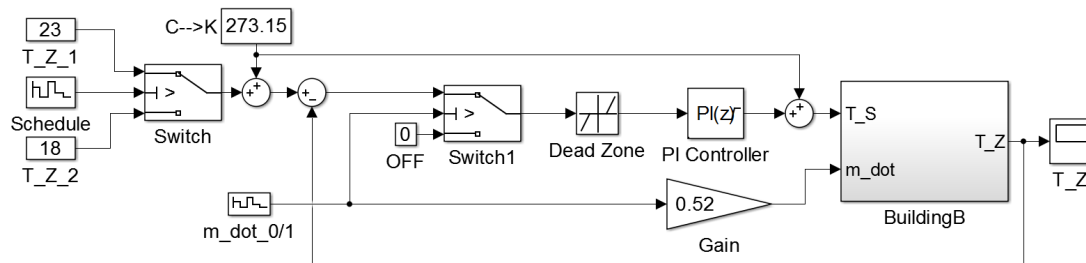 23
T_Z_1
C-->K
273.15
Schedule
>
Switch
18
T_Z_2
+
+
+
−
>
0
OFF
Switch1
Dead Zone
PI(z)
PI Controller
+
+
T_S
m_dot
T_Z
BuildingB
T_Z
m_dot_0/1
0.52
Gain